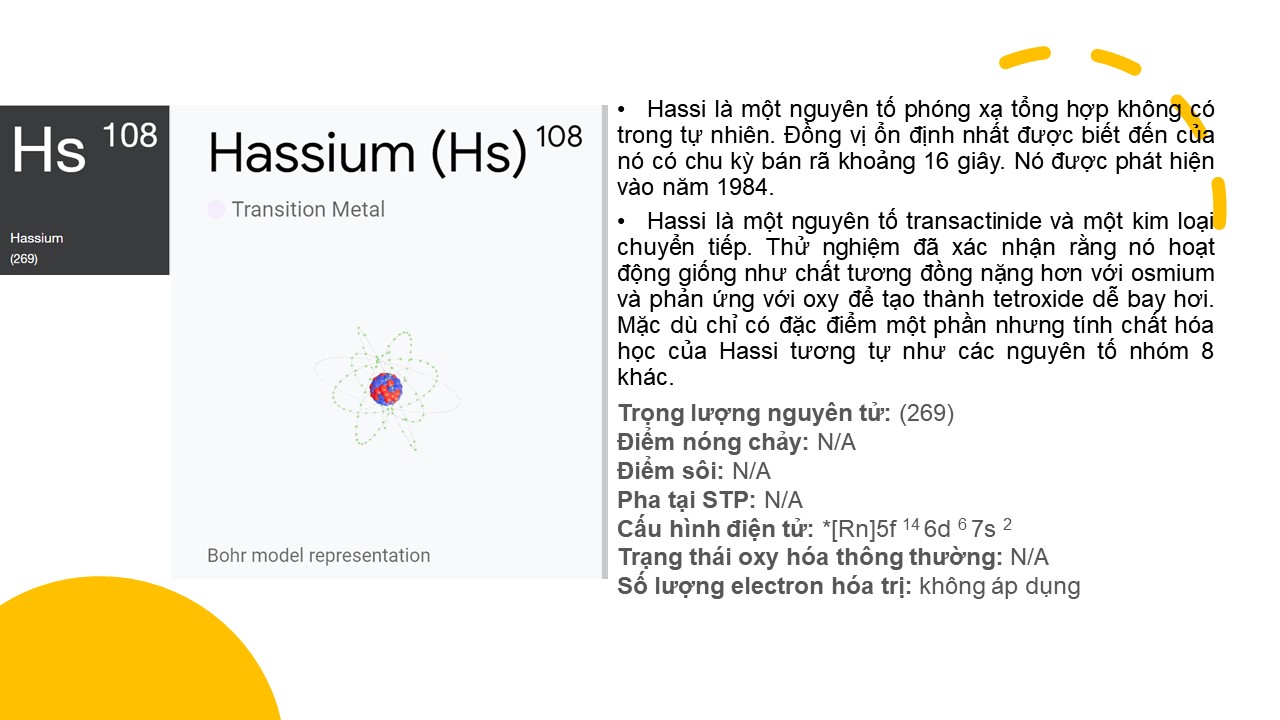 Hs 108
Hassium
(269)
Hassium (Hs) 108
Transition Metal
Bohr model representation
• Hassi là một nguyên tố phóng xạ tổng hợp không có
trong tự nhiên. Đồng vị ổn định nhất được biết đến của
nó có chu kỳ bán rã khoảng 16 giây. Nó được phát hiện
vào năm 1984.
• Hassi là một nguyên tố transactinide và một kim loại
chuyển tiếp. Thử nghiệm đã xác nhận rằng nó hoạt
động giống như chất tương đồng nặng hơn với osmium
và phản ứng với oxy để tạo thành tetroxide dễ bay hơi.
Mặc dù chỉ có đặc điểm một phần nhưng tính chất hóa
học của Hassi tương tự như các nguyên tố nhóm 8
khác.
Trọng lượng nguyên tử: (269)
Điểm nóng chảy: N/A
Điểm sôi: N/A
Pha tại STP: N/A
Cấu hình điện tử: *[Rn]5f 14 6d 6 7s 2
Trạng thái oxy hóa thông thường: N/A
Số lượng electron hóa trị: không áp dụng